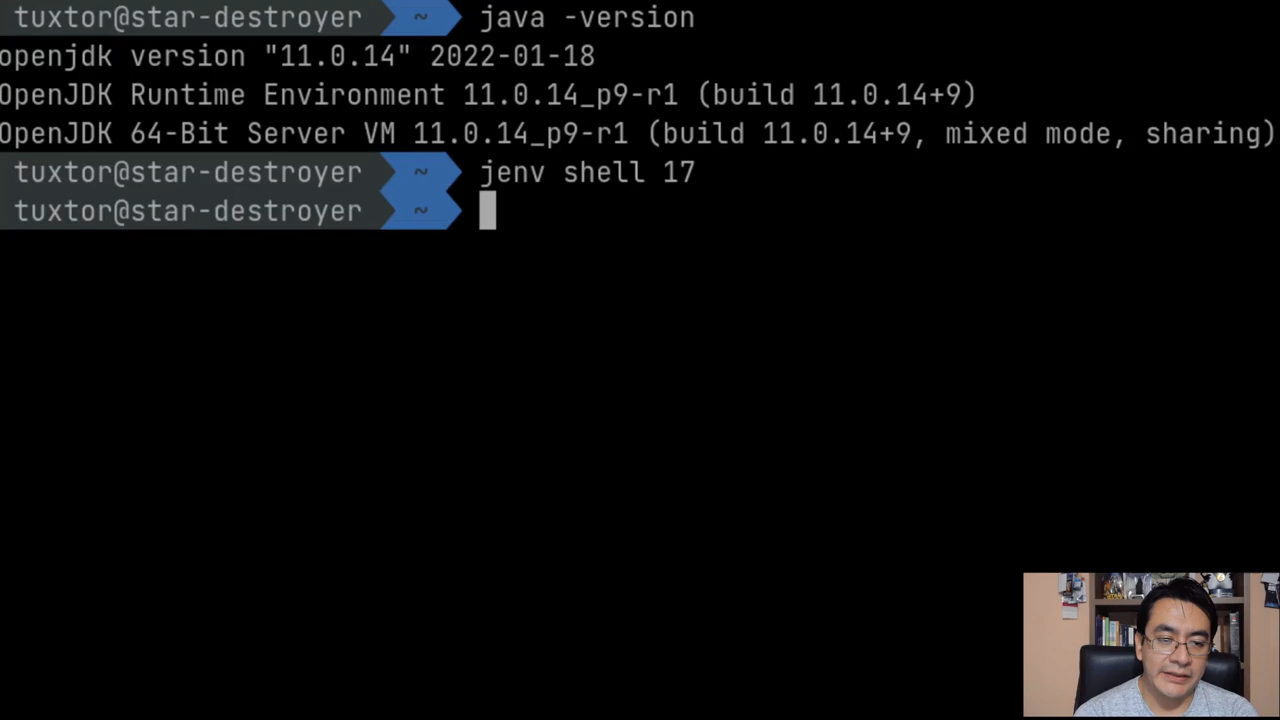 tuxtor@star-destroyer ~ java -version
openjdk version "11.0.14" 2022-01-18
OpenJDK Runtime Environment 11.0.14_p9-r1 (build 11.0.14+9)
OpenJDK 64-Bit Server VM 11.0.14_p9-r1 (build 11.0.14+9, mixed mode, sharing)
tuxtor@star-destroyer ~ jenv shell 17
tuxtor@star-destroyer ~